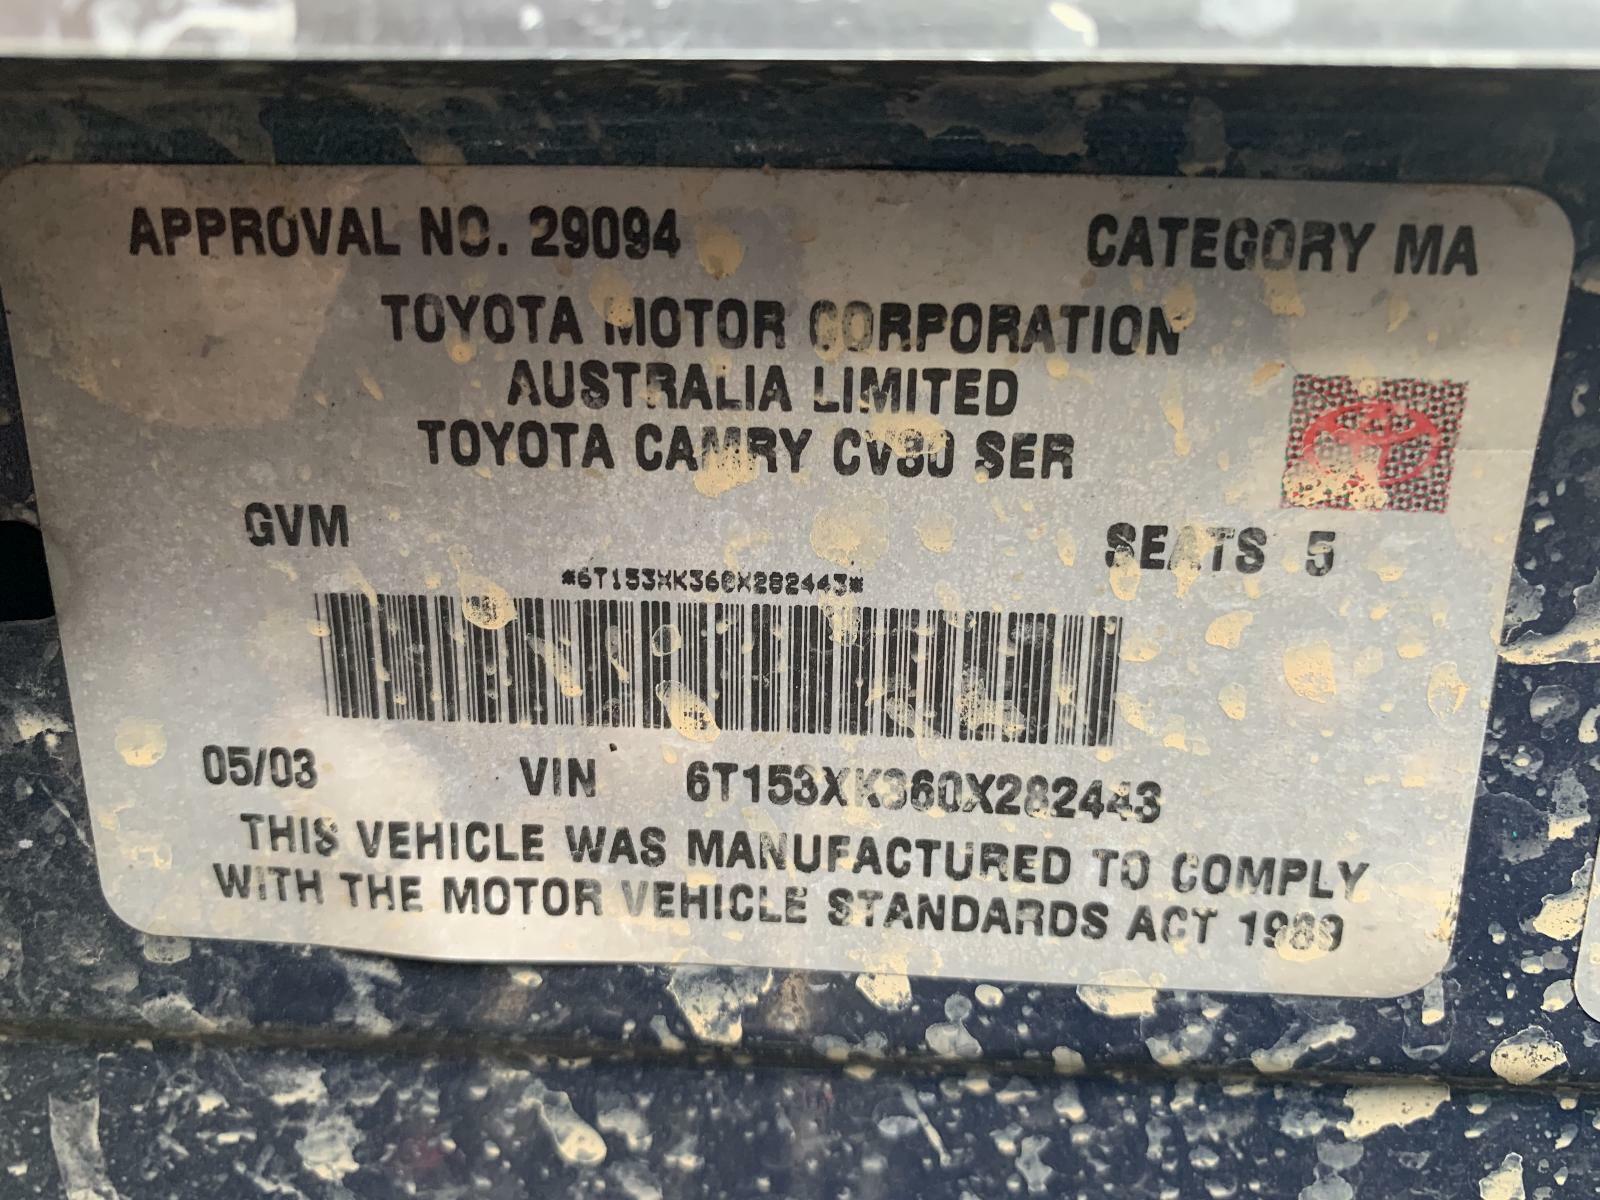 APPROVAL NO. 29094 CATEGORY MA
TOYOTA MOTOR CORPORATION
AUSTRALIA LIMITED
TOYOTA CAMRY CV30 SER
GVM SEATS 5
*6T153XK360X282443*
05/03 VIN 6T153XK360X282443
THIS VEHICLE WAS MANUFACTURED TO COMPLY
WITH THE MOTOR VEHICLE STANDARDS ACT 1989